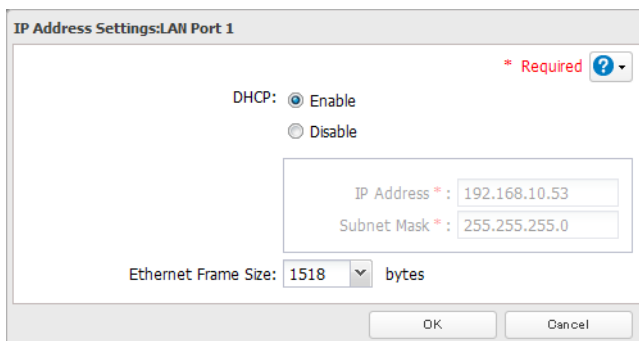 IP Address Settings:LAN Port 1
* Required ?
DHCP: Enable
Disable
IP Address * : 192.168.10.53
Subnet Mask * : 255.255.255.0
Ethernet Frame Size: 1518 bytes
OK Cancel